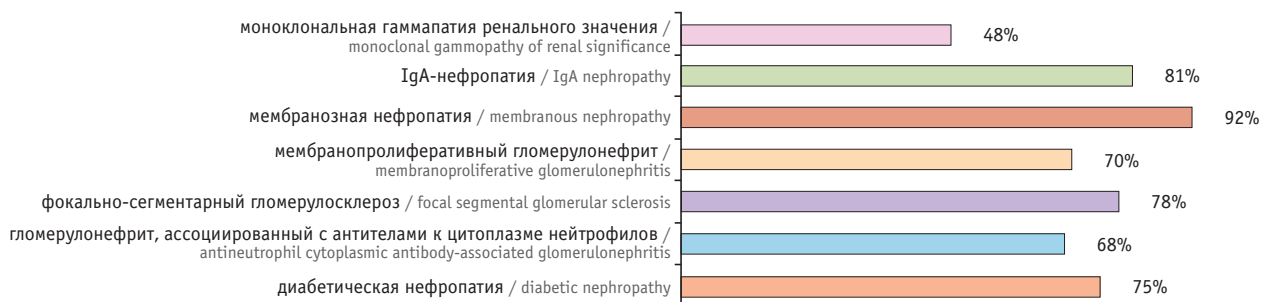 моноклональная гаммапатия ренального значения /
monoclonal gammopathy of renal significance
48%
IgA-нефропатия / IgA nephropathy
81%
мембранозная нефропатия / membranous nephropathy
92%
мембранопролиферативный гломерулонефрит /
membranoproliferative glomerulonephritis
70%
фокально-сегментарный гломерулосклероз / focal segmental glomerular sclerosis
78%
гломерулонефрит, ассоциированный с антителами к цитоплазме нейтрофилов /
antineutrophil cytoplasmic antibody-associated glomerulonephritis
68%
диабетическая нефропатия / diabetic nephropathy
75%